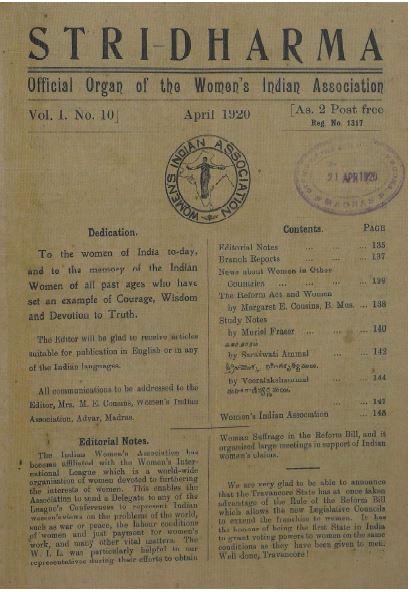 STRI-DHARMA
Official Organ of the Women's Indian Association
Vol. I. No. 10] April 1920 [As. 2 Post free
Reg. No 1317
WOMEN'S INDIAN ASSOCIATION
21 APR 1920
MADRAS
Dedication.
To the women of India to-day,
and to the memory of the Indian
Women of all past ages who have
set an example of Courage, Wisdom
and Devotion to Truth.
The Editor will be glad to receive articles
suitable for publication in English or in any
of the Indian languages.
All communications to be addressed to the
Editor, Mrs. M. E. Cousins, Women's Indian
Association, Adyar, Madras.
Editorial Notes.
The Indian Women's Association has
become affiliated with the Women's Inter-
national League which is a world-wide
organisation of women devoted to furthering
the interests of women. This enables the
Association to send a Delegate to any of the
League's Conferences to represent Indian
women's views on the problems of the world,
such as war or peace, the labour conditions
of women and just payment for women's
work, and many other vital matters. The
W. I. L. was particularly helpful to our
representatives during their efforts to obtain
Contents. PAGE
Editorial Notes ... ... ... 135
Branch Reports ... ... 137
News about Women in Other
Countries ... ... ...
The Reform Act and Women
by Margaret E. Cousins, B. Mus. ... 138
Study Notes
by Muriel Fraser ... ... 140
by Saraswati Ammal ... ... 142
by Vooralakshamma ... 144
... 147
Women's Indian Association ... 148
Woman Suffrage in the Reform Bill, and it
organised large meetings in support of Indian
women's claims.
We are very glad to be able to announce
that the Travancore State has at once taken
advantage of the Rule of the Reform Bill
which allows the new Legislative Councils
to extend the franchise to women. It has
the honour of being the first State in India
to grant voting powers to women on the same
conditions as they have been given to men.
Well done, Travancore!